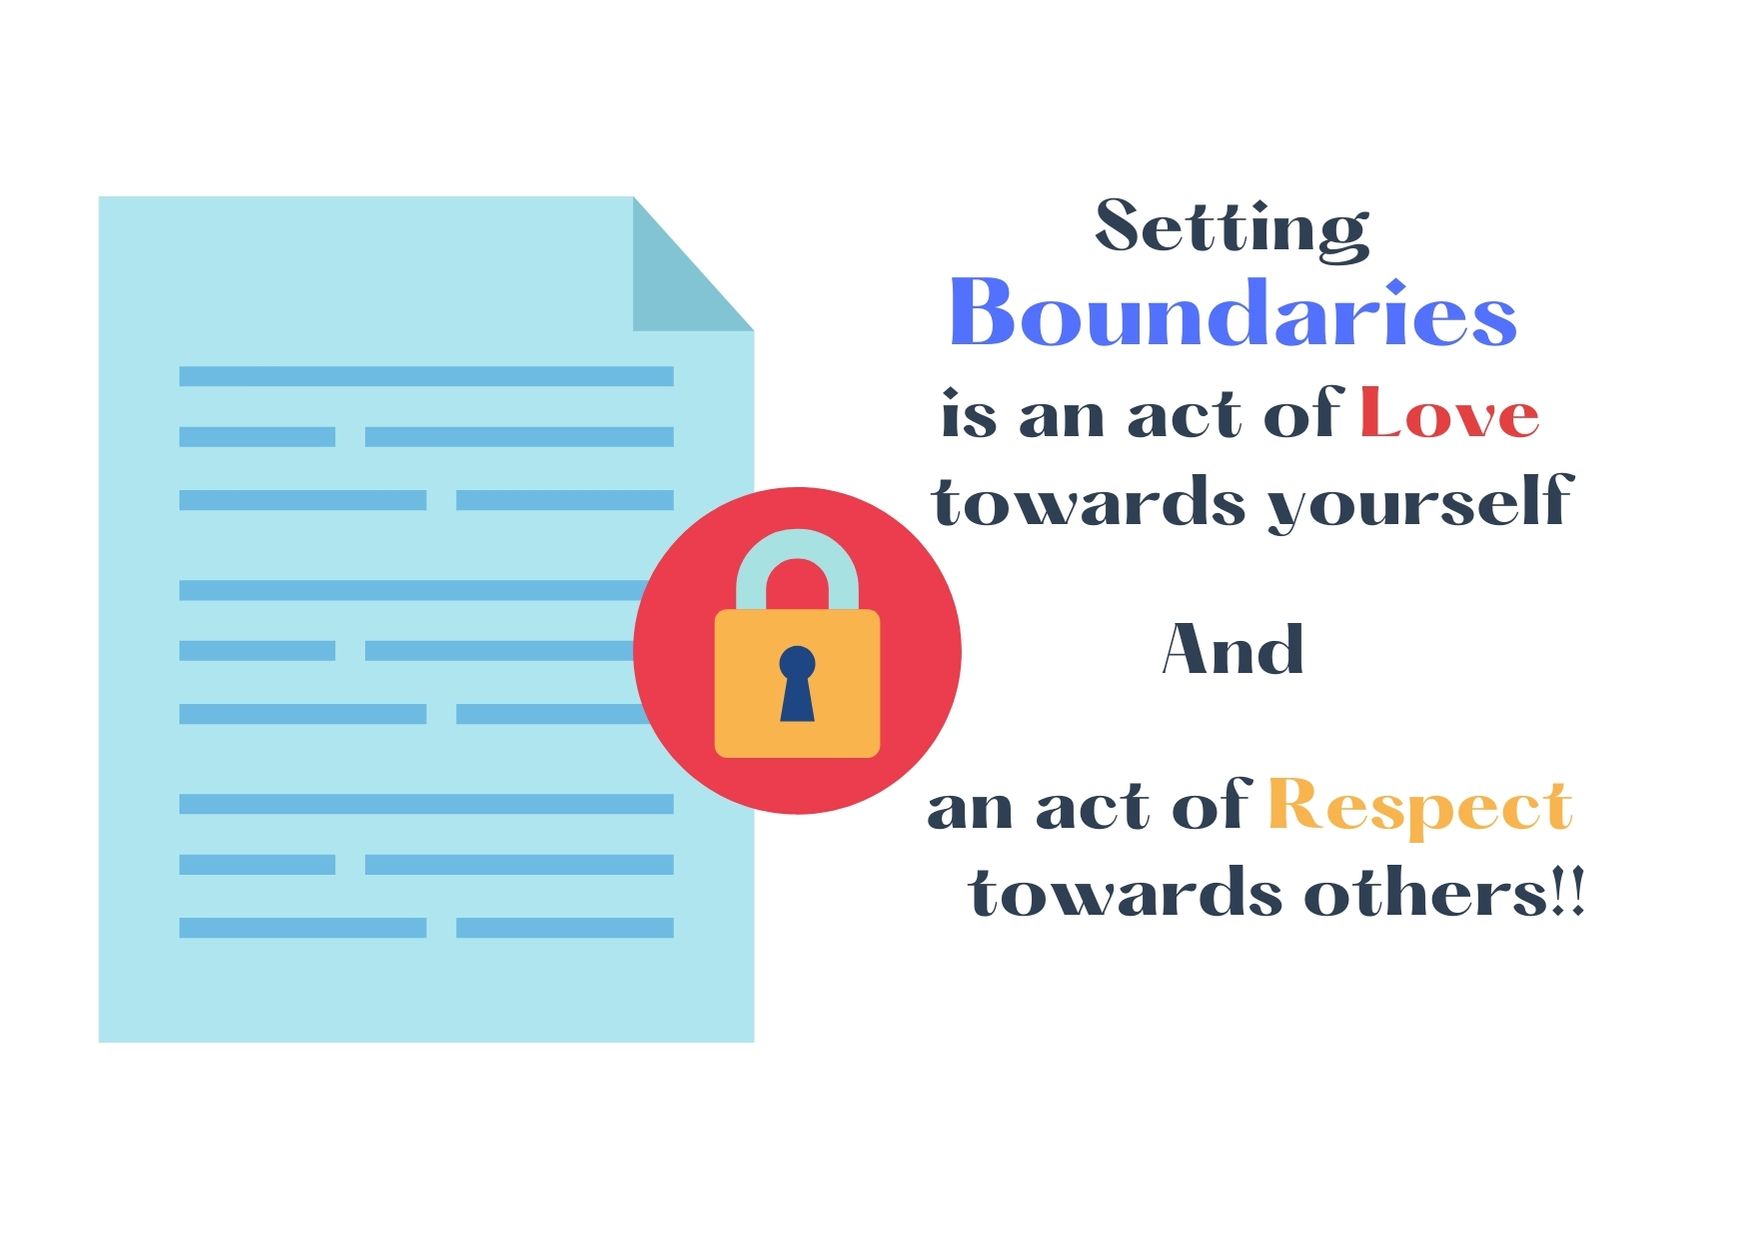 Setting
Boundaries
is an act of Love
towards yourself
And
an act of Respect
towards others!!